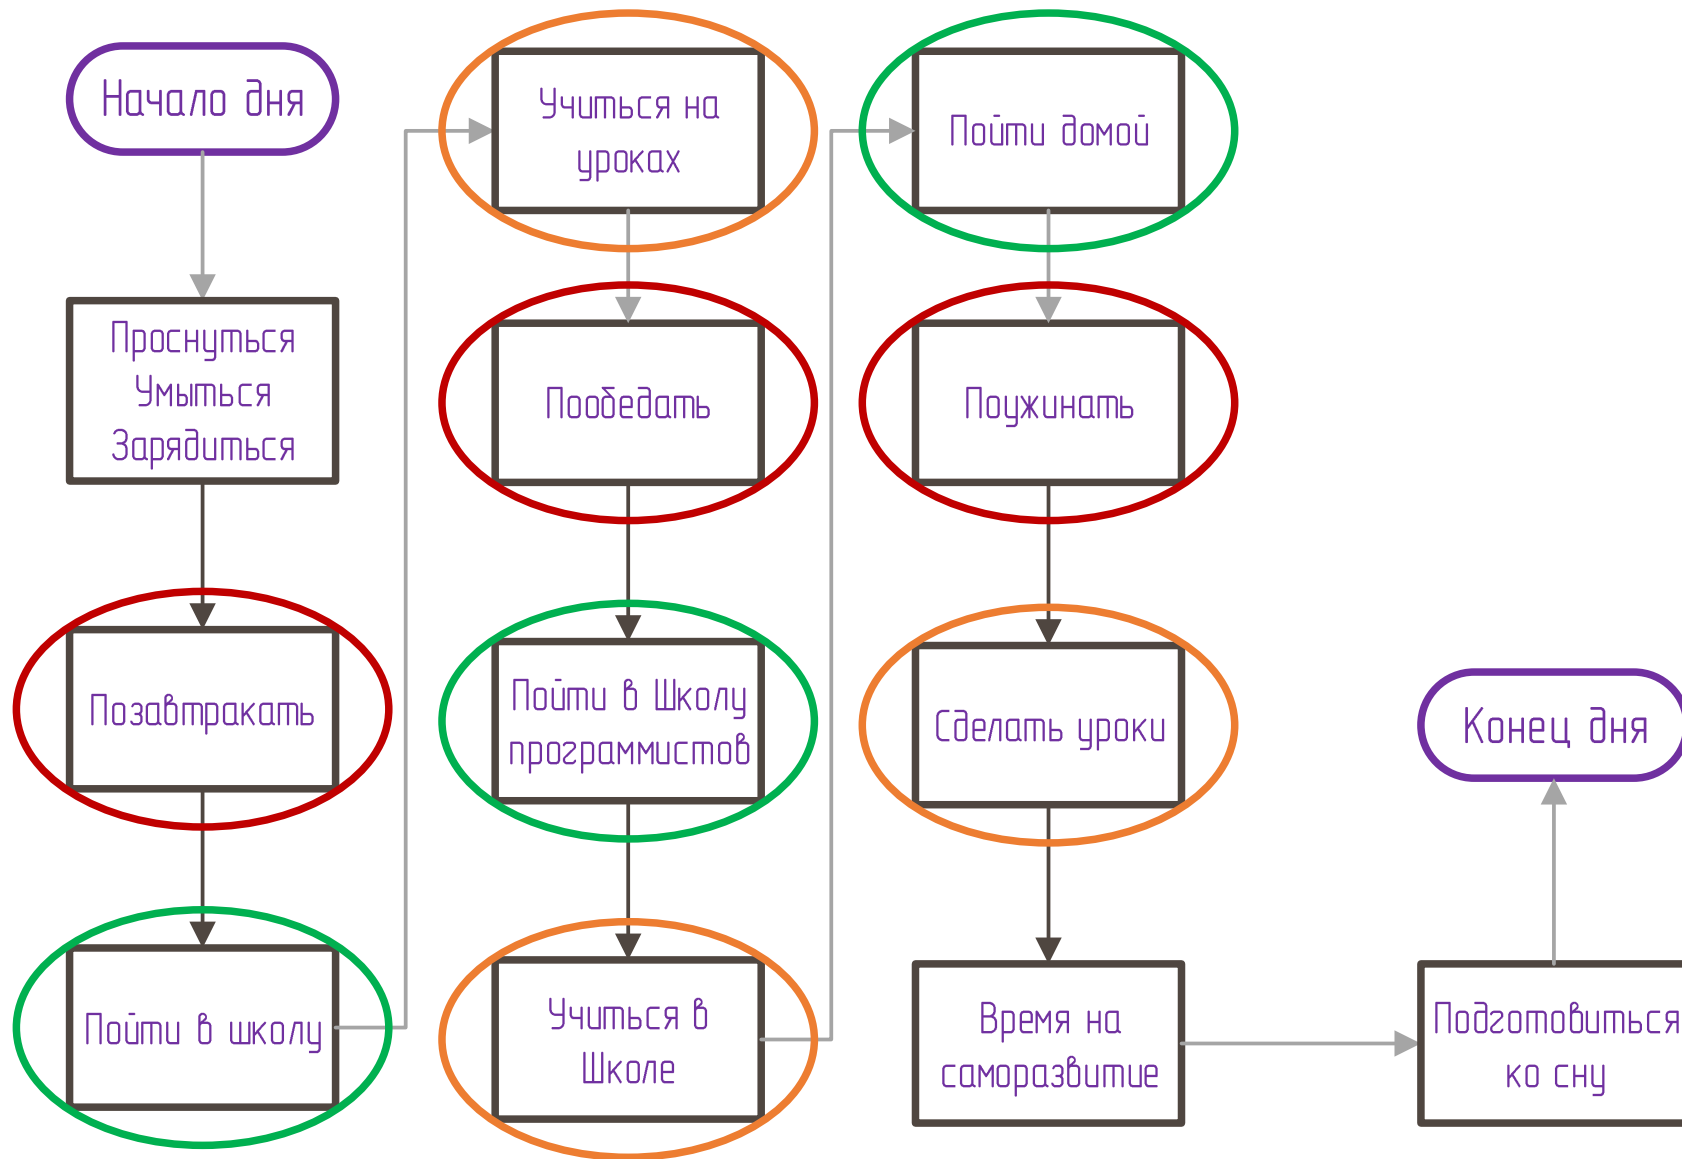 Начало дня
Проснуться
Умыться
Зарядиться
Позавтракать
Пойти в школу
Учиться на
уроках
Пообедать
Пойти в Школу
программистов
Учиться в
Школе
Пойти домой
Поужинать
Сделать уроки
Время на
саморазвитие
Подготовиться
ко сну
Конец дня